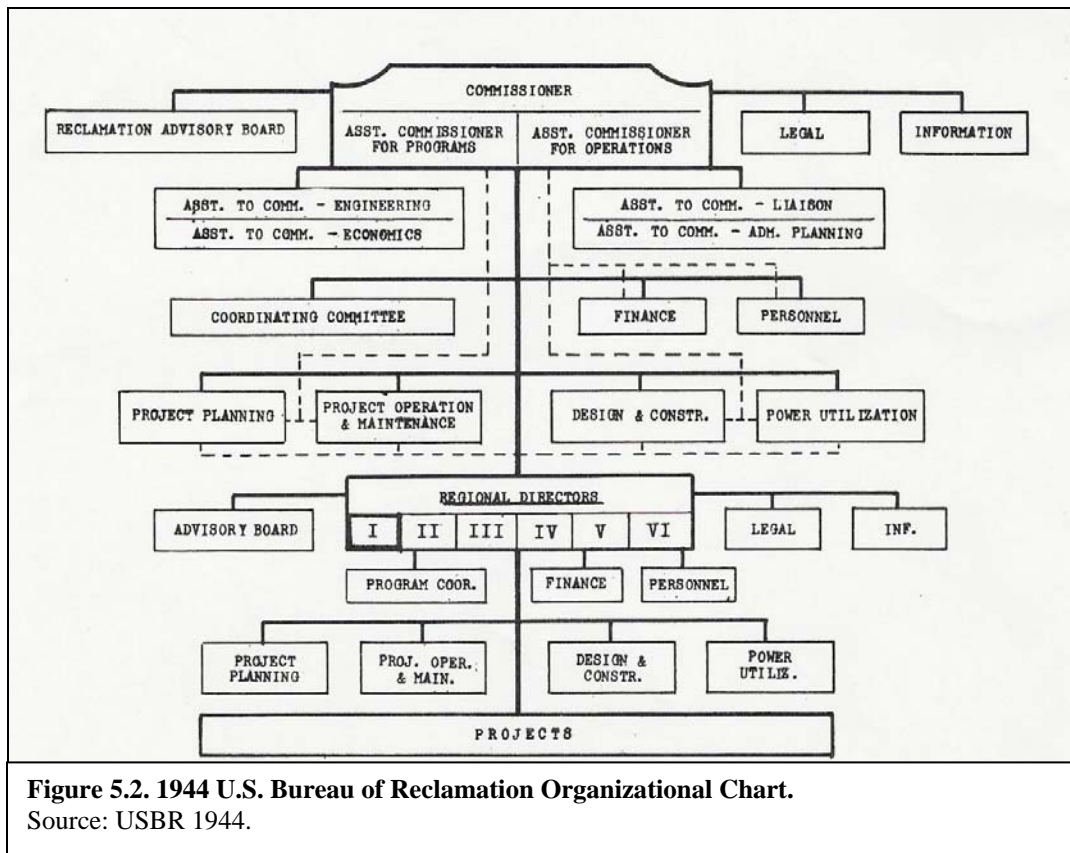 COMMISSIONER
RECLAMATION ADVISORY BOARD
ASST. COMMISSIONER
FOR PROGRAMS
ASST. COMMISSIONER
FOR OPERATIONS
LEGAL
INFORMATION
ASST. TO COMM. - ENGINEERING
ASST. TO COMM. - ECONOMICS
ASST. TO COMM. - LIAISON
ASST. TO COMM. - ADM. PLANNING
COORDINATING COMMITTEE
FINANCE
PERSONNEL
PROJECT PLANNING
PROJECT OPERATION
& MAINTENANCE
DESIGN & CONSTR.
POWER UTILIZATION
REGIONAL DIRECTORS
ADVISORY BOARD
I II III IV V VI
LEGAL
INF.
PROGRAM COOR.
FINANCE
PERSONNEL
PROJECT
PLANNING
PROJ. OPER.
& MAIN.
DESIGN &
CONSTR.
POWER
UTILIZ.
PROJECTS
Figure 5.2. 1944 U.S. Bureau of Reclamation Organizational Chart.
Source: USBR 1944.